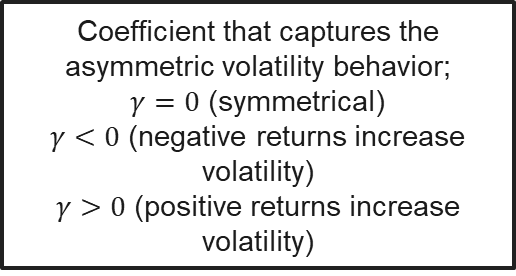 Coefficient that captures the
asymmetric volatility behavior;
𝛾 = 0 (symmetrical)
𝛾 < 0 (negative returns increase
volatility)
𝛾 > 0 (positive returns increase
volatility)